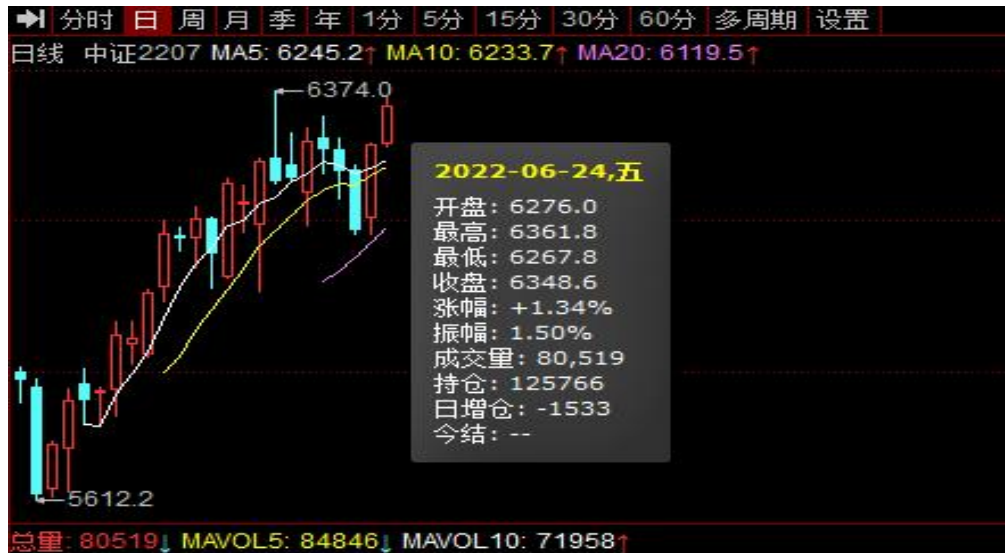 分时 日 周 月 季 年 1分 5分 15分 30分 60分 多周期 设置
日线 中证2207 MA5: 6245.2↑ MA10: 6233.7↑ MA20: 6119.5↑
6374.0
2022-06-24,五
开盘: 6276.0
最高: 6361.8
最低: 6267.8
收盘: 6348.6
涨幅: +1.34%
振幅: 1.50%
成交量: 80,519
持仓: 125766
日增仓: -1533
今结: --
5612.2
总量: 80519↓ MAVOL5: 84846↓ MAVOL10: 71958↑